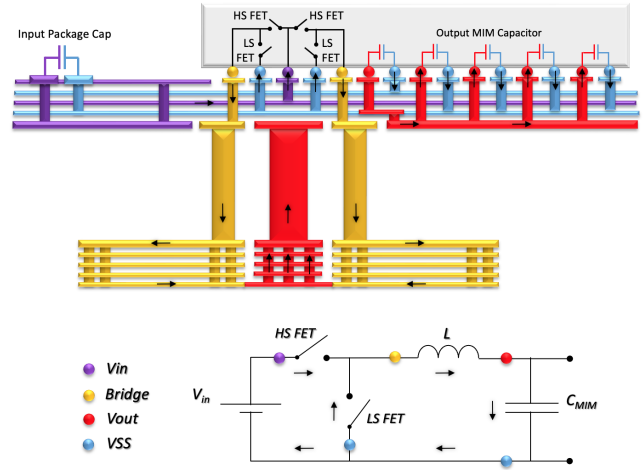 HS FET HS FET
Input Package Cap
LS
FET
LS
FET
Output MIM Capacitor
HS FET
L
Vin
Bridge
Vout
VSS
Vin
LS FET
CMIM